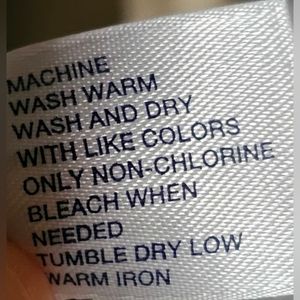 MACHINE
WASH WARM
WASH AND DRY
WITH LIKE COLORS
ONLY NON-CHLORINE
BLEACH WHEN
NEEDED
TUMBLE DRY LOW
WARM IRON